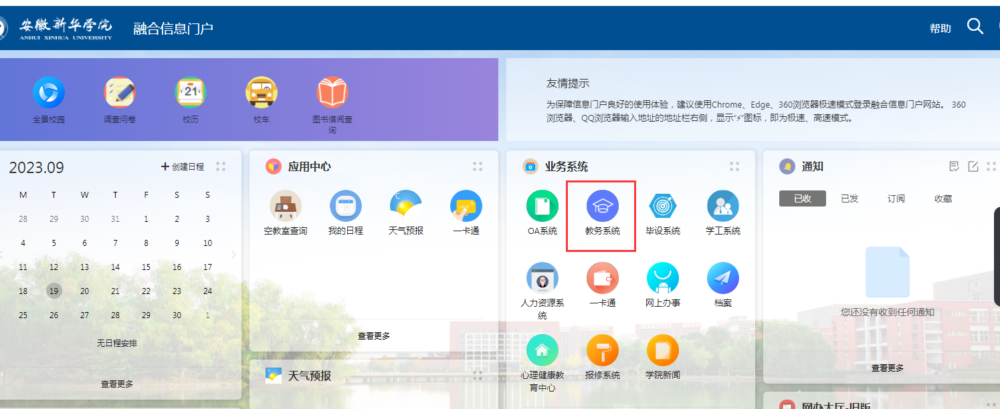 安徽新华学院
ANHUI XINHUA UNIVERSITY
融合信息门户
帮助
全景校园
调查问卷
21
校历
校车
图书借阅查
询
友情提示
为保障信息门户良好的使用体验，建议使用Chrome、Edge、360浏览器极速模式登录融合信息门户网站。 360
浏览器、QQ浏览器输入地址的地址栏右侧，显示“⚡”图标，即为极速、高速模式。
2023.09
+ 创建日程
M T W T F S S
28 29 30 31 1 2 3
4 5 6 7 8 9 10
11 12 13 14 15 16 17
18 19 20 21 22 23 24
25 26 27 28 29 30 1
无日程安排
查看更多
应用中心
空教室查询
我的日程
C
天气预报
一卡通
查看更多
天气预报
业务系统
OA系统
教务系统
毕设系统
学工系统
人力资源系
统
一卡通
网上办事
档案
心理健康教
育中心
报修系统
学院新闻
通知
已收
已发
订阅
收藏
您还没有收到任何通知
查看更多
网办大厅-旧版